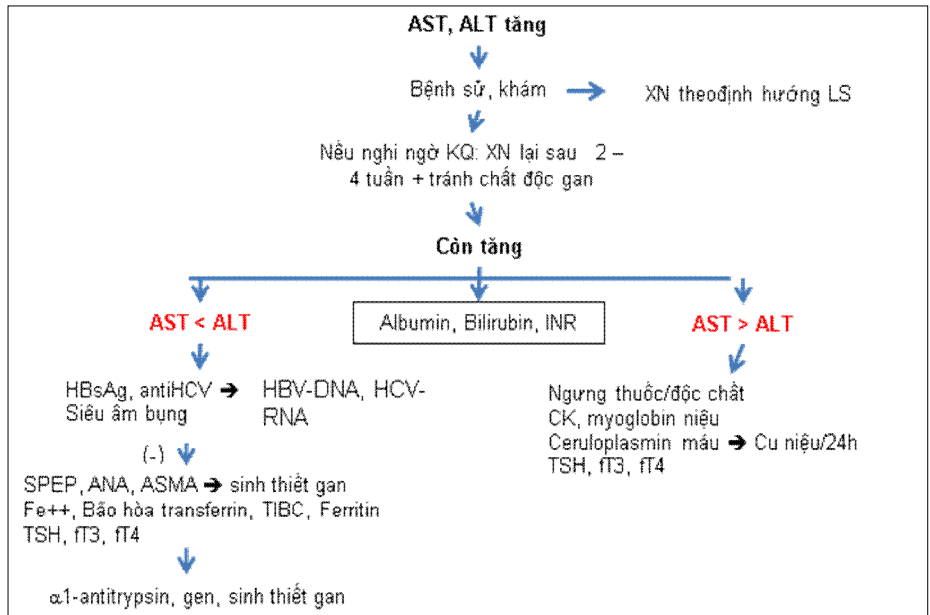 AST, ALT tăng
Bệnh sử, khám
XN theođịnh hướng LS
Nếu nghi ngờ KQ: XN lại sau 2 –
4 tuần + tránh chất độc gan
Còn tăng
AST < ALT
Albumin, Bilirubin, INR
AST > ALT
HBsAg, antiHCV ➔ HBV-DNA, HCV-
RNA
Siêu âm bụng
Ngưng thuốc/độc chất
CK, myoglobin niệu
Ceruloplasmin máu ➔ Cu niệu/24h
TSH, fT3, fT4
(-)
SPEP, ANA, ASMA ➔ sinh thiết gan
Fe++, Bão hòa transferrin, TIBC, Ferritin
TSH, fT3, fT4
α1-antitrypsin, gen, sinh thiết gan